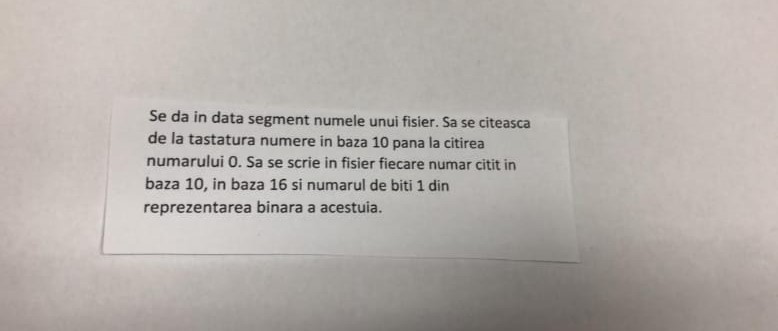 Se da in data segment numele unui fisier. Sa se citeasca
de la tastatura numere in baza 10 pana la citirea
numarului 0. Sa se scrie in fisier fiecare numar citit in
baza 10, in baza 16 si numarul de biti 1 din
reprezentarea binara a acestuia.